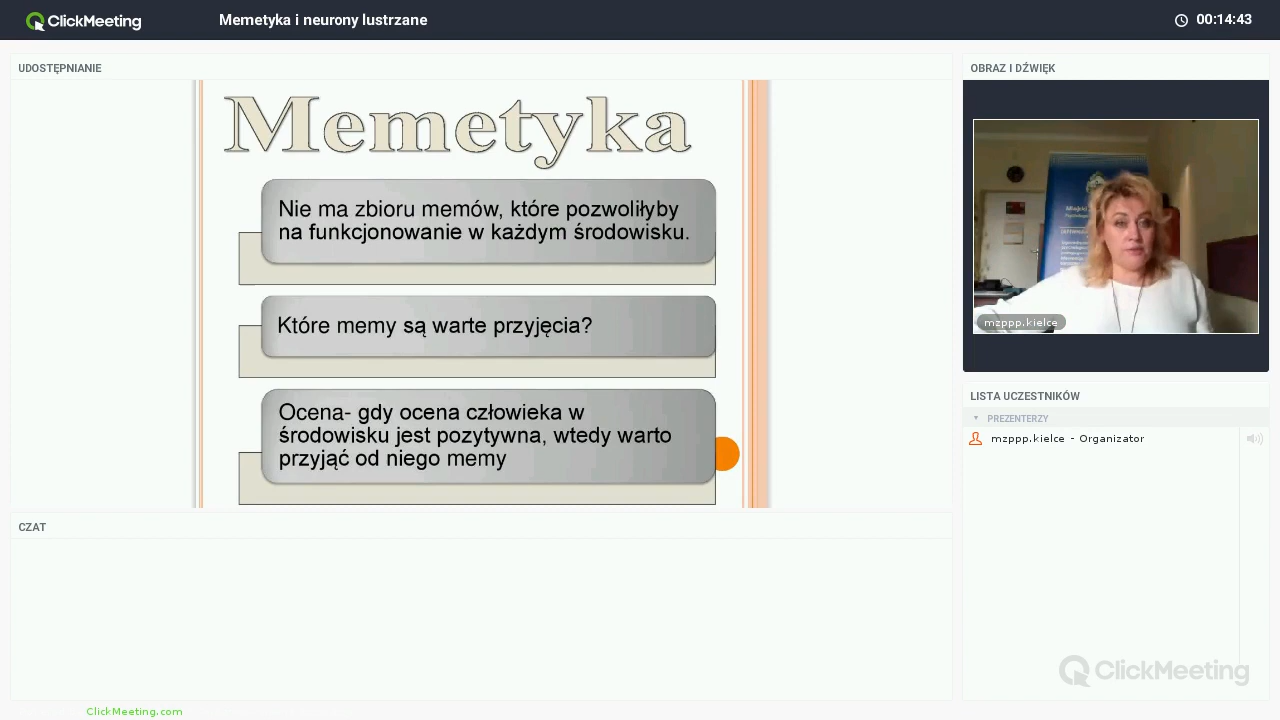 ClickMeeting
Memetyka i neurony lustrzane
00:14:43
UDOSTĘPNIANIE
Memetyka
Nie ma zbioru memów, które pozwoliłyby
na funkcjonowanie w każdym środowisku.
Które memy są warte przyjęcia?
Ocena- gdy ocena człowieka w
środowisku jest pozytywna, wtedy warto
przyjąć od niego memy
CZAT
OBRAZ I DŹWIĘK
Miejski
mzppp.kielce
LISTA UCZESTNIKÓW
PREZENTERZY
mzppp.kielce - Organizator
ClickMeeting
ClickMeeting.com